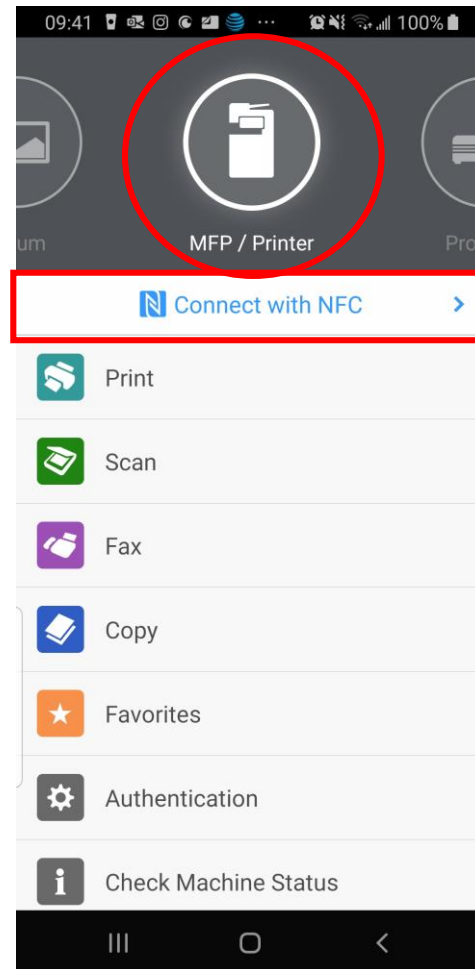 09:41 ... 100%
um MFP / Printer Pro
Connect with NFC
Print
Scan
Fax
Copy
Favorites
Authentication
Check Machine Status